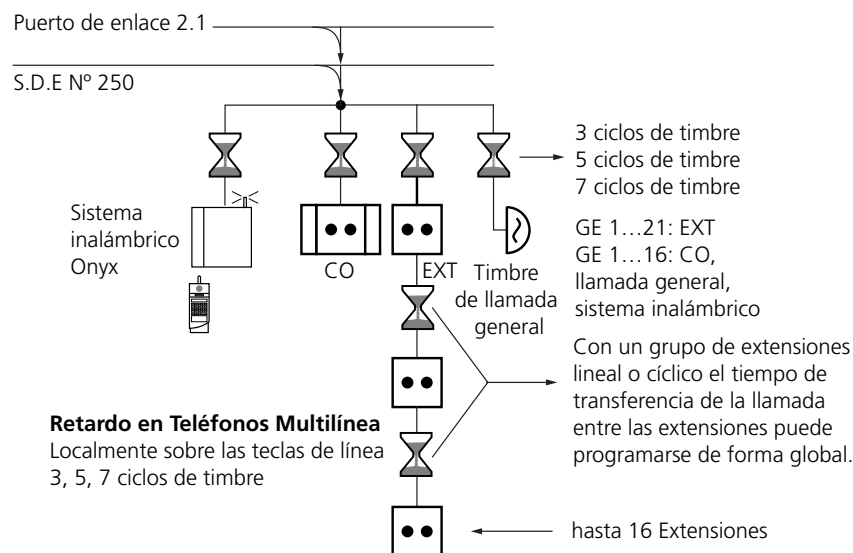 Puerto de enlace 2.1
S.D.E Nº 250
3 ciclos de timbre
5 ciclos de timbre
7 ciclos de timbre
Sistema
inalámbrico
Onyx
CO
EXT
Timbre
de llamada
general
GE 1...21: EXT
GE 1...16: CO,
llamada general,
sistema inalámbrico
Con un grupo de extensiones
lineal o cíclico el tiempo de
transferencia de la llamada
entre las extensiones puede
programarse de forma global.
Retardo en Teléfonos Multilínea
Localmente sobre las teclas de línea
3, 5, 7 ciclos de timbre
hasta 16 Extensiones